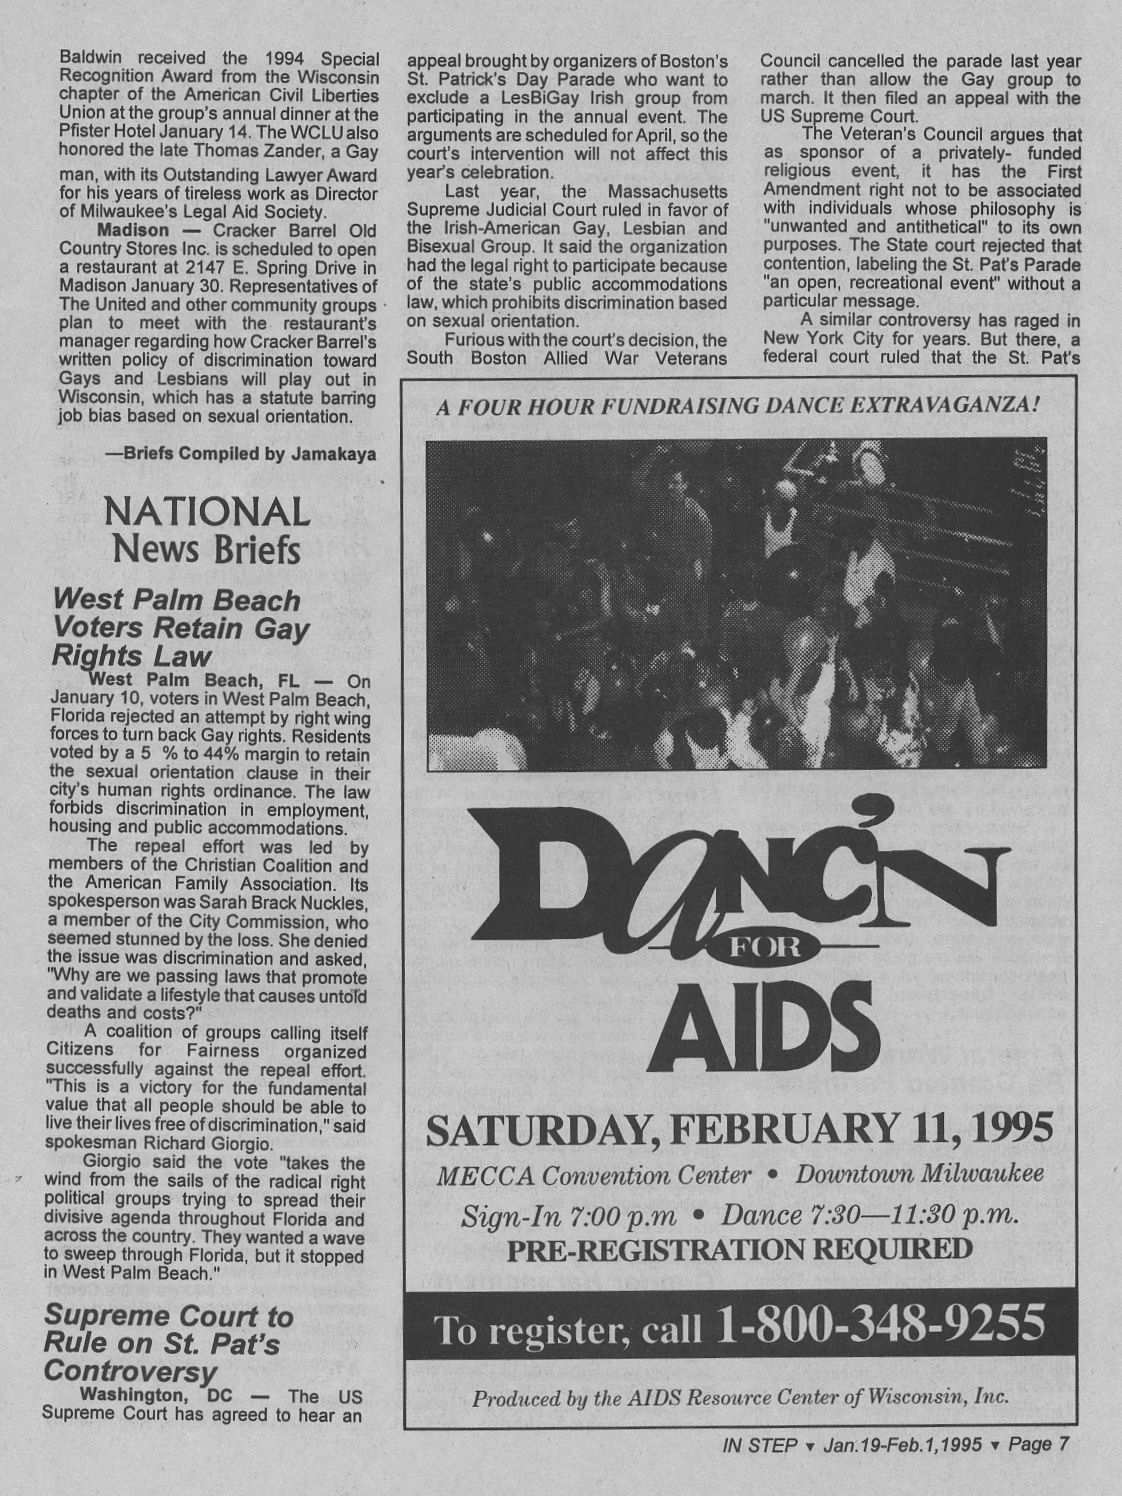 Baldwin received the 1994 Special
Recognition Award from the Wisconsin
chapter of the American Civil Liberties
Union at the group's annual dinner at the
Pfister Hotel January 14. The WCLU also
honored the late Thomas Zander, a Gay
man, with its Outstanding Lawyer Award
for his years of tireless work as Director
of Milwaukee's Legal Aid Society.
Madison — Cracker Barrel Old
Country Stores Inc. is scheduled to open
a restaurant at 2147 E. Spring Drive in
Madison January 30. Representatives of
The United and other community groups
plan to meet with the restaurant's
manager regarding how Cracker Barrel's
written policy of discrimination toward
Gays and Lesbians will play out in
Wisconsin, which has a statute barring
job bias based on sexual orientation.
—Briefs Compiled by Jamakaya
NATIONAL
News Briefs
West Palm Beach
Voters Retain Gay
Rights Law
West Palm Beach, FL — On
January 10, voters in West Palm Beach,
Florida rejected an attempt by right wing
forces to turn back Gay rights. Residents
voted by a 5 % to 44% margin to retain
the sexual orientation clause in their
city's human rights ordinance. The law
forbids discrimination in employment,
housing and public accommodations.
The repeal effort was led by
members of the Christian Coalition and
the American Family Association. Its
spokesperson was Sarah Brack Nuckles,
a member of the City Commission, who
seemed stunned by the loss. She denied
the issue was discrimination and asked,
"Why are we passing laws that promote
and validate a lifestyle that causes untold
deaths and costs?"
A coalition of groups calling itself
Citizens for Fairness organized
successfully against the repeal effort.
"This is a victory for the fundamental
value that all people should be able to
live their lives free of discrimination," said
spokesman Richard Giorgio.
Giorgio said the vote "takes the
wind from the sails of the radical right
political groups trying to spread their
divisive agenda throughout Florida and
across the country. They wanted a wave
to sweep through Florida, but it stopped
in West Palm Beach."
Supreme Court to
Rule on St. Pat's
Controversy
Washington, DC — The US
Supreme Court has agreed to hear an
appeal brought by organizers of Boston's
St. Patrick's Day Parade who want to
exclude a LesBiGay Irish group from
participating in the annual event. The
arguments are scheduled for April, so the
court's intervention will not affect this
year's celebration.
Last year, the Massachusetts
Supreme Judicial Court ruled in favor of
the Irish-American Gay, Lesbian and
Bisexual Group. It said the organization
had the legal right to participate because
of the state's public accommodations
law, which prohibits discrimination based
on sexual orientation.
Furious with the court's decision, the
South Boston Allied War Veterans
Council cancelled the parade last year
rather than allow the Gay group to
march. It then filed an appeal with the
US Supreme Court.
The Veteran's Council argues that
as sponsor of a privately- funded
religious event, it has the First
Amendment right not to be associated
with individuals whose philosophy is
"unwanted and antithetical" to its own
purposes. The State court rejected that
contention, labeling the St. Pat's Parade
"an open, recreational event" without a
particular message.
A similar controversy has raged in
New York City for years. But there, a
federal court ruled that the St. Pat's
A FOUR HOUR FUNDRAISING DANCE EXTRAVAGANZA!
DANC'N
FOR
AIDS
SATURDAY, FEBRUARY 11, 1995
MECCA Convention Center • Downtown Milwaukee
Sign-In 7:00 p.m • Dance 7:30—11:30 p.m.
PRE-REGISTRATION REQUIRED
To register, call 1-800-348-9255
Produced by the AIDS Resource Center of Wisconsin, Inc.
IN STEP ▼ Jan.19-Feb.1,1995 ▼ Page 7